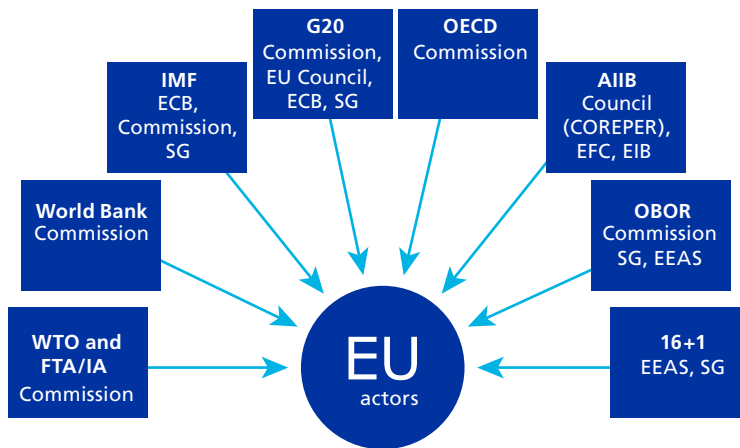 G20
Commission,
EU Council,
ECB, SG
OECD
Commission
IMF
ECB,
Commission,
SG
AIIB
Council
(COREPER),
EFC, EIB
World Bank
Commission
OBOR
Commission
SG, EEAS
WTO and
FTA/IA
Commission
EU
actors
16+1
EEAS, SG